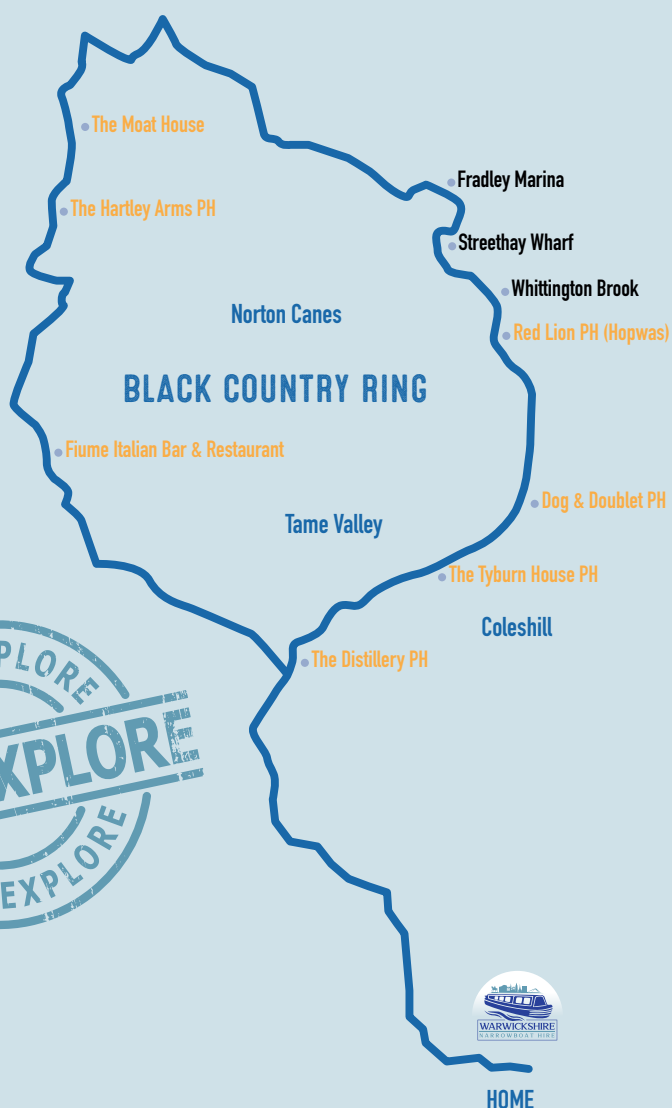 The Moat House
Fradley Marina
The Hartley Arms PH
Streethay Wharf
Whittington Brook
Norton Canes
Red Lion PH (Hopwas)
BLACK COUNTRY RING
Fiume Italian Bar & Restaurant
Dog & Doublet PH
Tame Valley
The Tyburn House PH
Coleshill
The Distillery PH
PLORE
XPLORE
EXPLORE
WARWICKSHIRE
NARROWBOAT HIRE
HOME